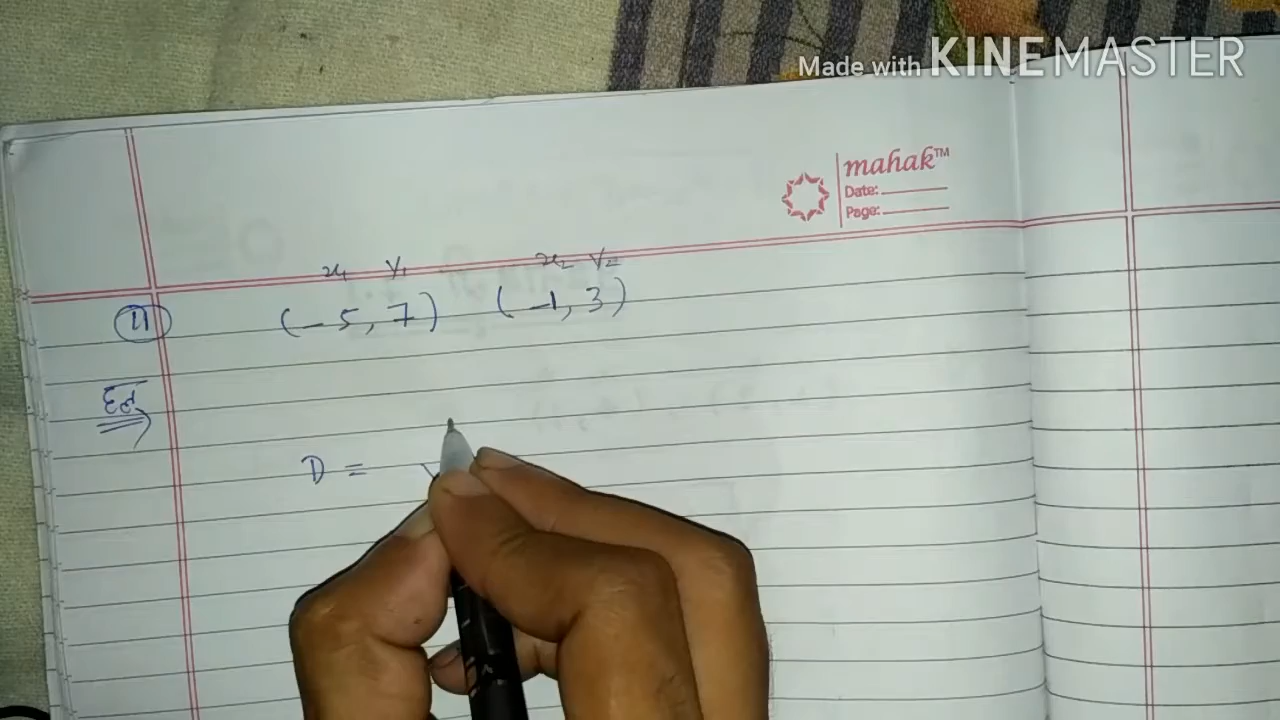 Made with KINEMASTER
mahak™
Date:
Page:
x₁ y₁ x₂ y₂
(11) (-5, 7) (-1, 3)
हल
D = √